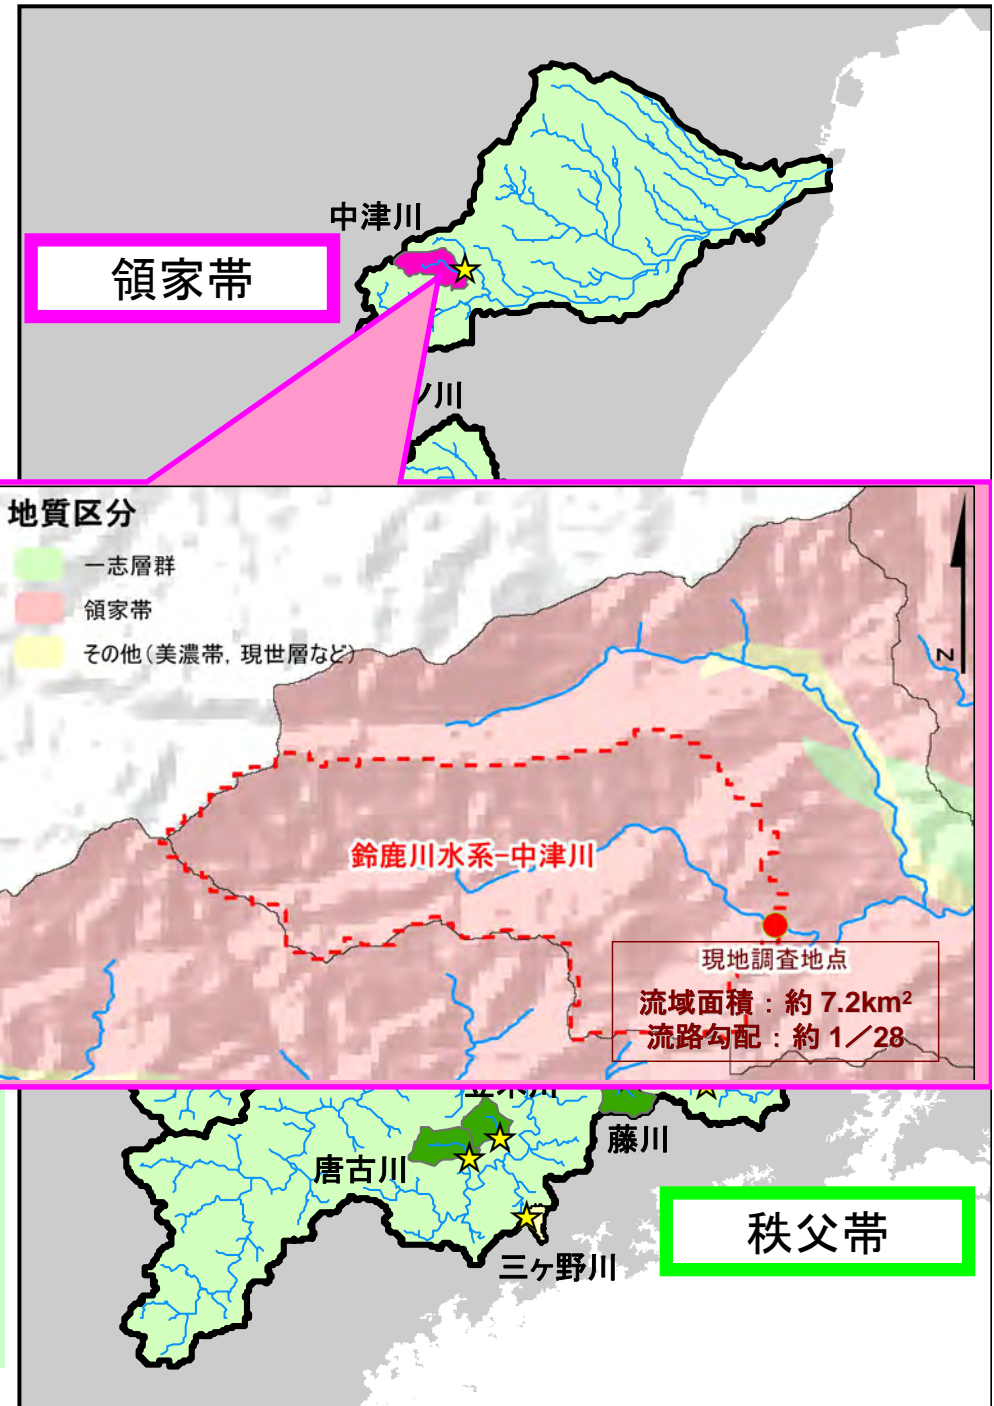 中津川
領家帯
ノ川
地質区分
一志層群
領家帯
その他(美濃帯, 現世層など)
N
鈴鹿川水系-中津川
現地調査地点
流域面積：約 7.2km²
流路勾配：約 1／28
藤川
唐古川
三ヶ野川
秩父帯